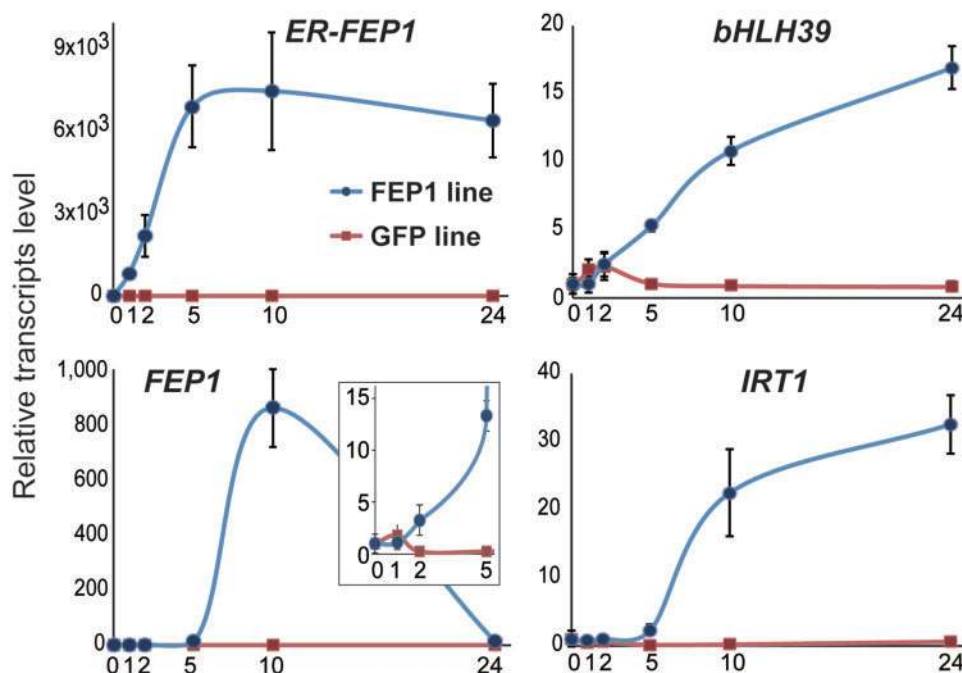 Relative transcripts level
ER-FEP1
9x10³
6x10³
3x10³
0
0 1 2 5 10 24
FEP1 line
GFP line
bHLH39
20
15
10
5
0
0 1 2 5 10 24
FEP1
1,000
800
600
400
200
0
0 1 2 5 10 24
15
10
5
0
0 1 2 5
IRT1
40
30
20
10
0
0 1 2 5 10 24